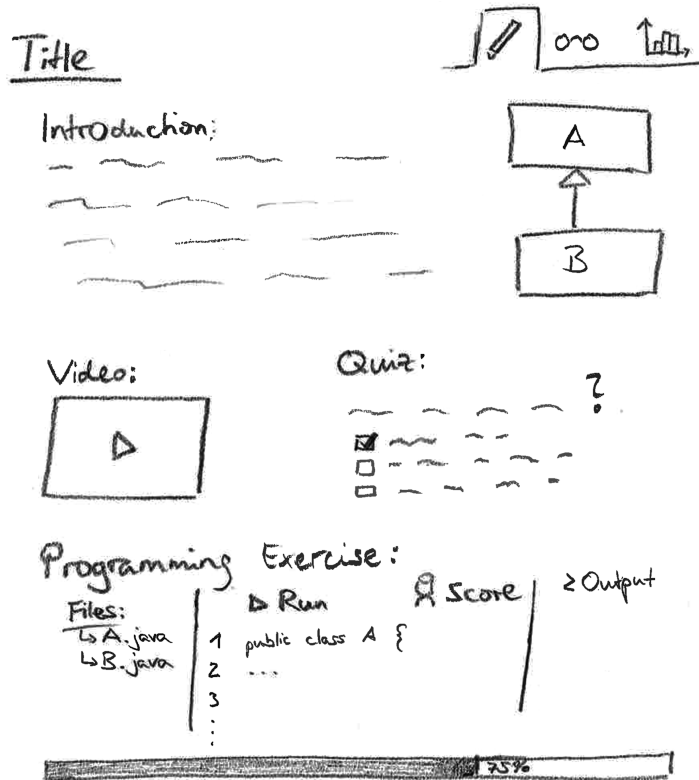 Title
Introduction:
A
B
Video:
Quiz:
?
Programming Exercise:
Files:
↳ A.java
↳ B.java
▷ Run
Score
1 public class A {
2 ...
3
⋮
≥ Output
75%